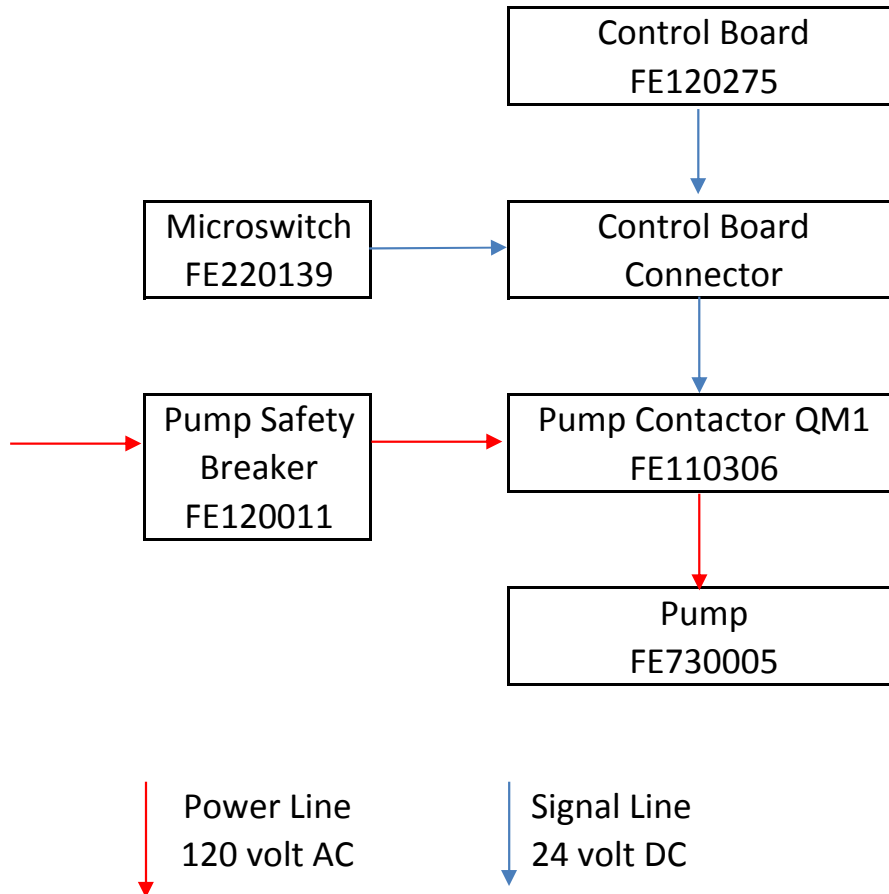 Control Board
FE120275
Microswitch
FE220139
Control Board
Connector
Pump Safety
Breaker
FE120011
Pump Contactor QM1
FE110306
Pump
FE730005
Power Line
120 volt AC
Signal Line
24 volt DC